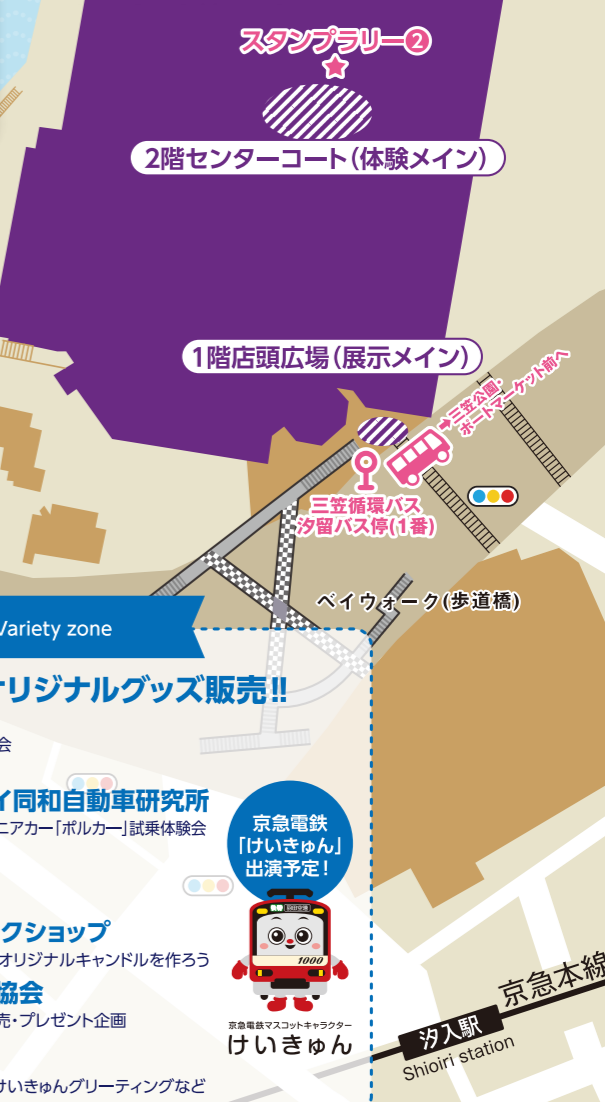 スタンプラリー❷
2階センターコート(体験メイン)
1階店頭広場(展示メイン)
➡三笠公園・
ポートマーケット前へ
三笠循環バス
汐留バス停(1番)
ベイウォーク(歩道橋)
Variety zone
オリジナルグッズ販売!!
会
イ同和自動車研究所
ニアカー「ポルカー」試乗体験会
京急電鉄
「けいきゅん」
出演予定!
クショップ
オリジナルキャンドルを作ろう
協会
売・プレゼント企画
1000
京急電鉄マスコットキャラクター
けいきゅん
けいきゅんグリーティングなど
京急本線
汐入駅
Shioiri station